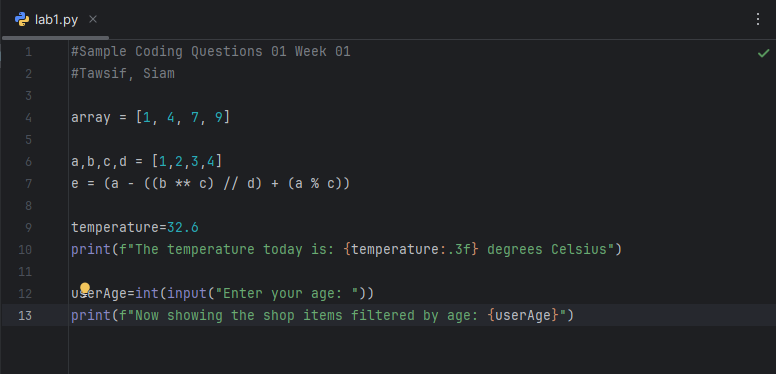 lab1.py
1 #Sample Coding Questions 01 Week 01
2 #Tawsif, Siam
3
4 array = [1, 4, 7, 9]
5
6 a,b,c,d = [1,2,3,4]
7 e = (a - ((b ** c) // d) + (a % c))
8
9 temperature=32.6
10 print(f"The temperature today is: {temperature:.3f} degrees Celsius")
11
12 userAge=int(input("Enter your age: "))
13 print(f"Now showing the shop items filtered by age: {userAge}")